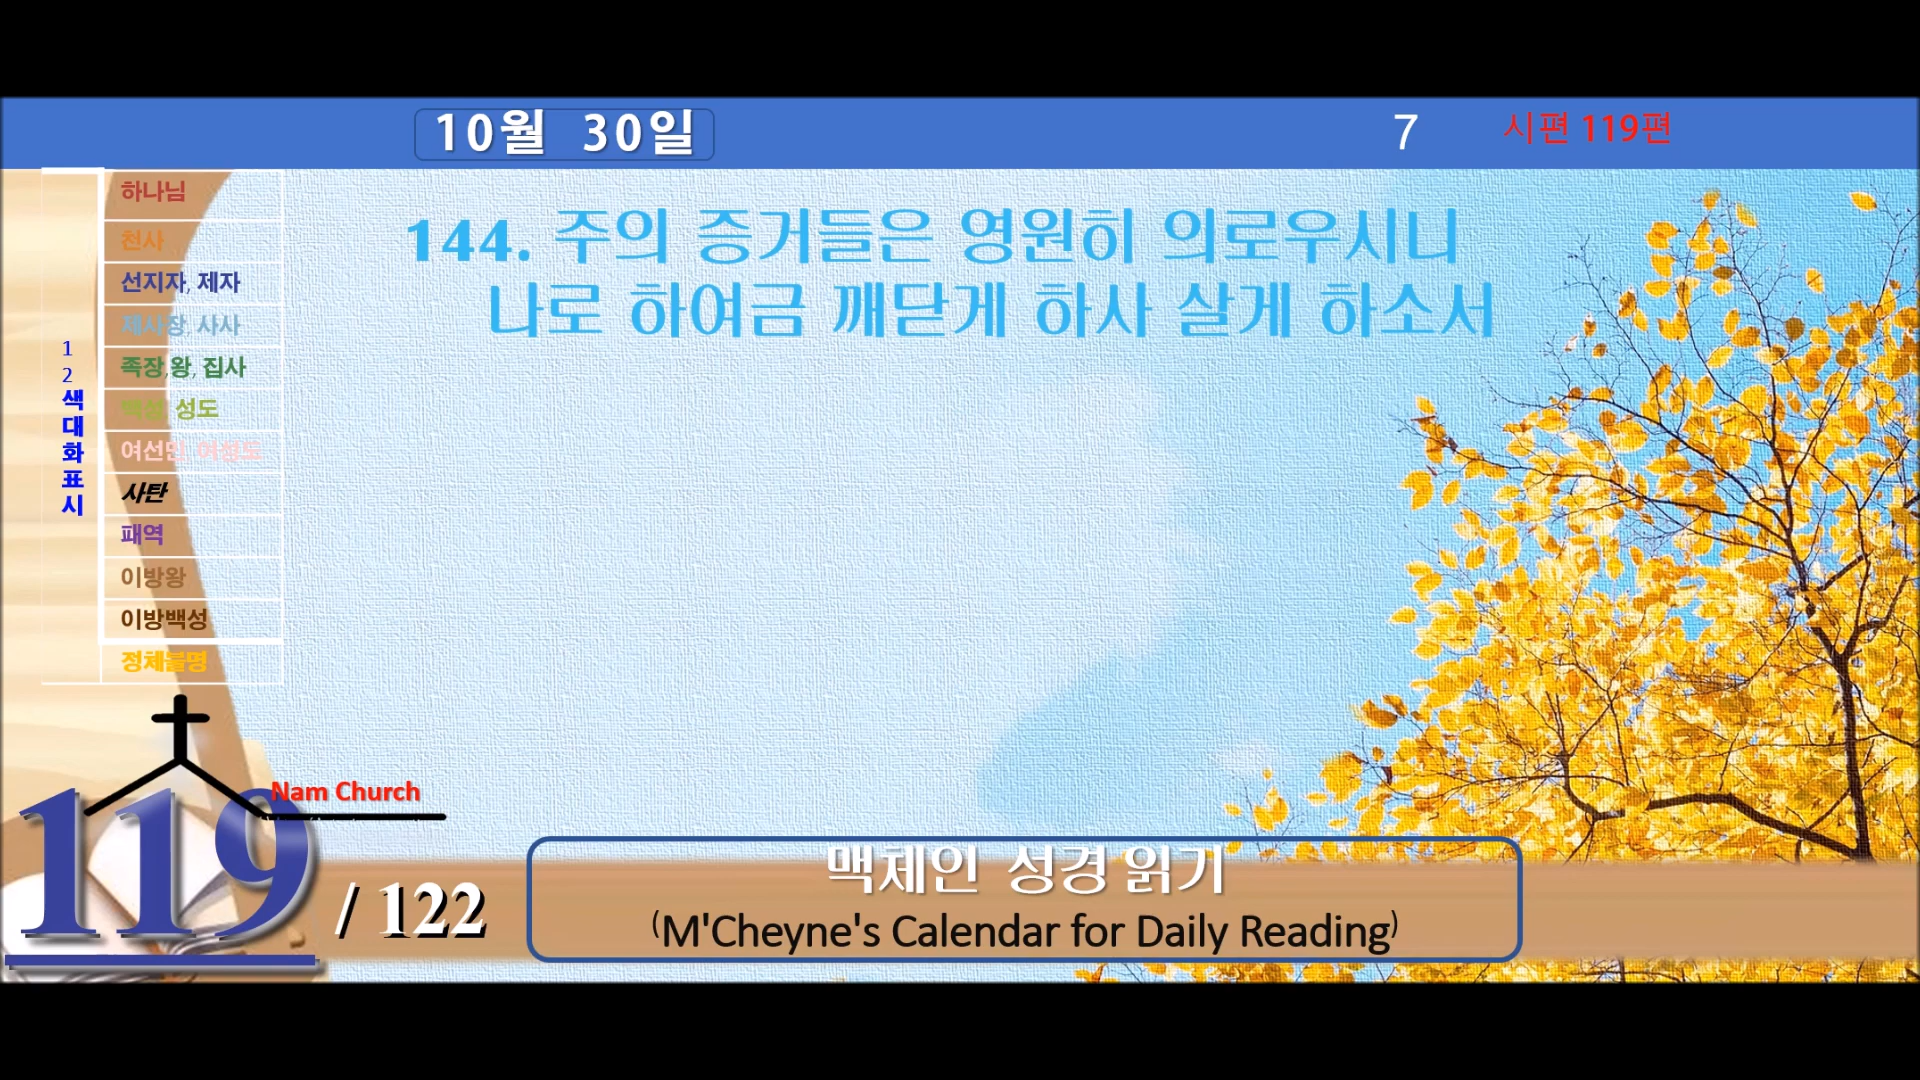 10월 30일
7
시편 119편
144. 주의 증거들은 영원히 의로우시니
나로 하여금 깨닫게 하사 살게 하소서
12색대화표시
하나님
천사
선지자, 제자
제사장, 사사
족장,왕, 집사
백성, 성도
여선민, 여성도
사탄
패역
이방왕
이방백성
정체불명
Nam Church
119 / 122
맥체인 성경 읽기
(M'Cheyne's Calendar for Daily Reading)